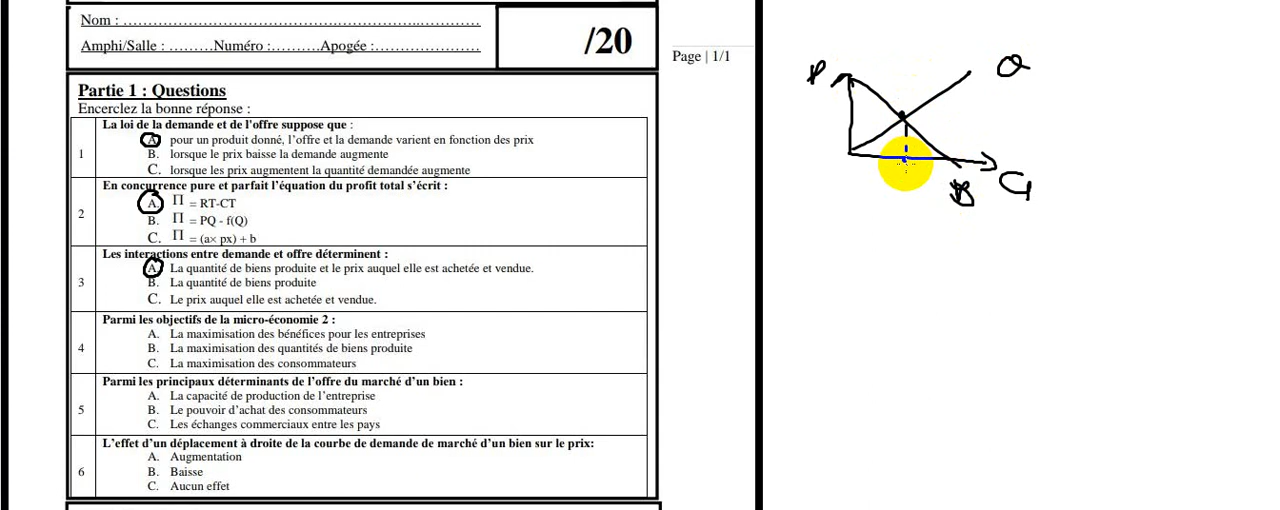 Nom : ……………………………………………………………
Amphi/Salle : ………Numéro :……….Apogée :…………………
/20
Page | 1/1
Partie 1 : Questions
Encerclez la bonne réponse :
1
La loi de la demande et de l'offre suppose que :
A. pour un produit donné, l'offre et la demande varient en fonction des prix
B. lorsque le prix baisse la demande augmente
C. lorsque les prix augmentent la quantité demandée augmente
2
En concurrence pure et parfait l'équation du profit total s'écrit :
A. Π = RT-CT
B. Π = PQ - f(Q)
C. Π = (a× px) + b
3
Les interactions entre demande et offre déterminent :
A. La quantité de biens produite et le prix auquel elle est achetée et vendue.
B. La quantité de biens produite
C. Le prix auquel elle est achetée et vendue.
4
Parmi les objectifs de la micro-économie 2 :
A. La maximisation des bénéfices pour les entreprises
B. La maximisation des quantités de biens produite
C. La maximisation des consommateurs
5
Parmi les principaux déterminants de l'offre du marché d'un bien :
A. La capacité de production de l'entreprise
B. Le pouvoir d'achat des consommateurs
C. Les échanges commerciaux entre les pays
6
L'effet d'un déplacement à droite de la courbe de demande de marché d'un bien sur le prix:
A. Augmentation
B. Baisse
C. Aucun effet
P
O